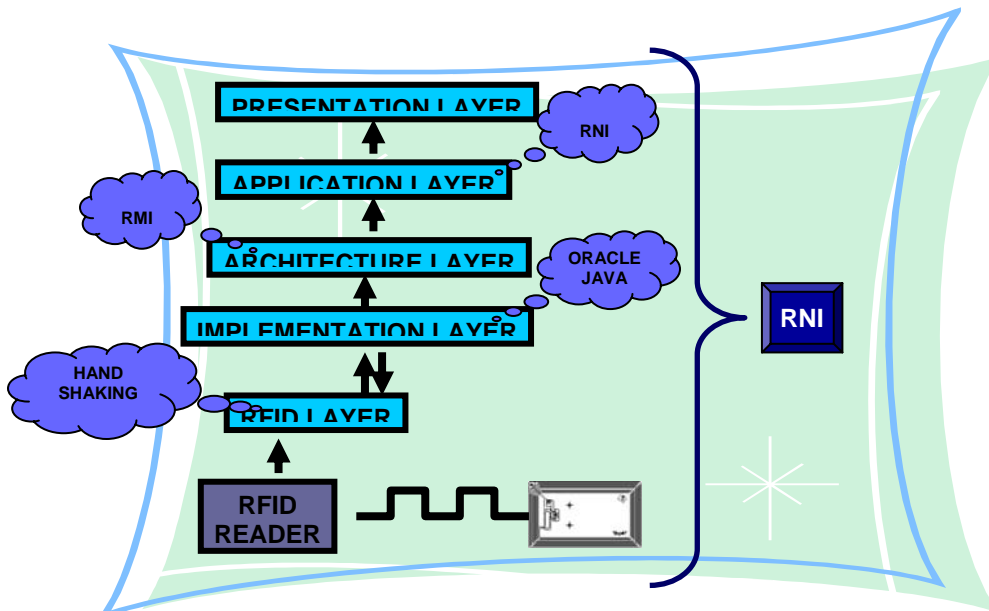 PRESENTATION LAYER
RNI
APPLICATION LAYER
RMI
ARCHITECTURE LAYER
ORACLE
JAVA
IMPLEMENTATION LAYER
RNI
HAND
SHAKING
RFID LAYER
RFID
READER